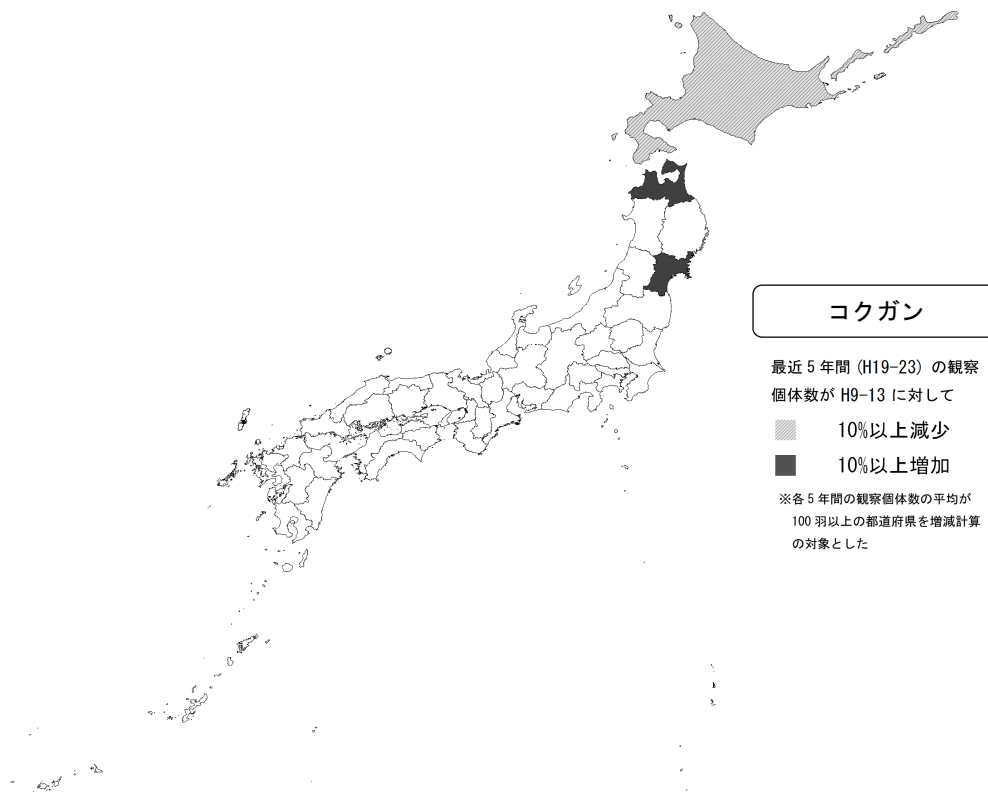 コクガン
最近5年間(H19-23)の観察
個体数が H9-13 に対して
10%以上減少
10%以上増加
※各5年間の観察個体数の平均が
100羽以上の都道府県を増減計算
の対象とした